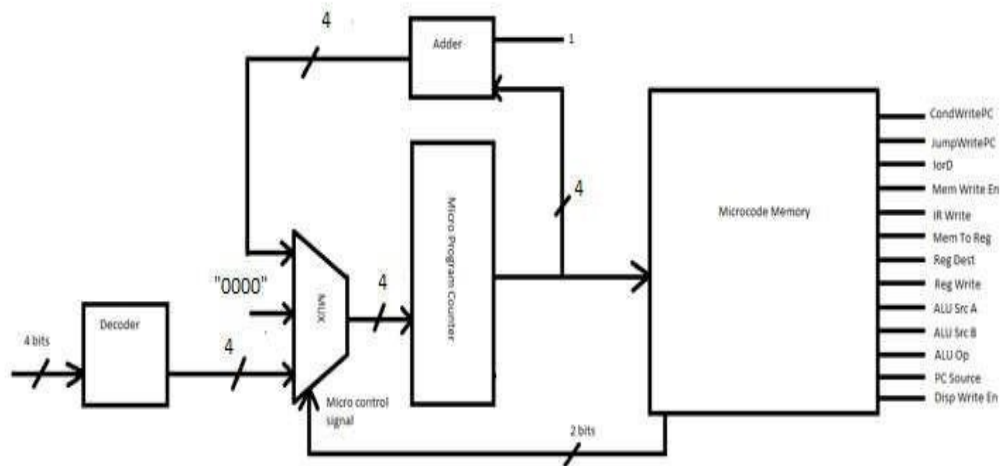 4
Adder
1
4
"0000"
MUX
4
Micro Program Counter
Decoder
4 bits
4
Micro control
signal
2 bits
Microcode Memory
CondWritePC
JumpWritePC
IorD
Mem Write En
IR Write
Mem To Reg
Reg Dest
Reg Write
ALU Src A
ALU Src B
ALU Op
PC Source
Disp Write En